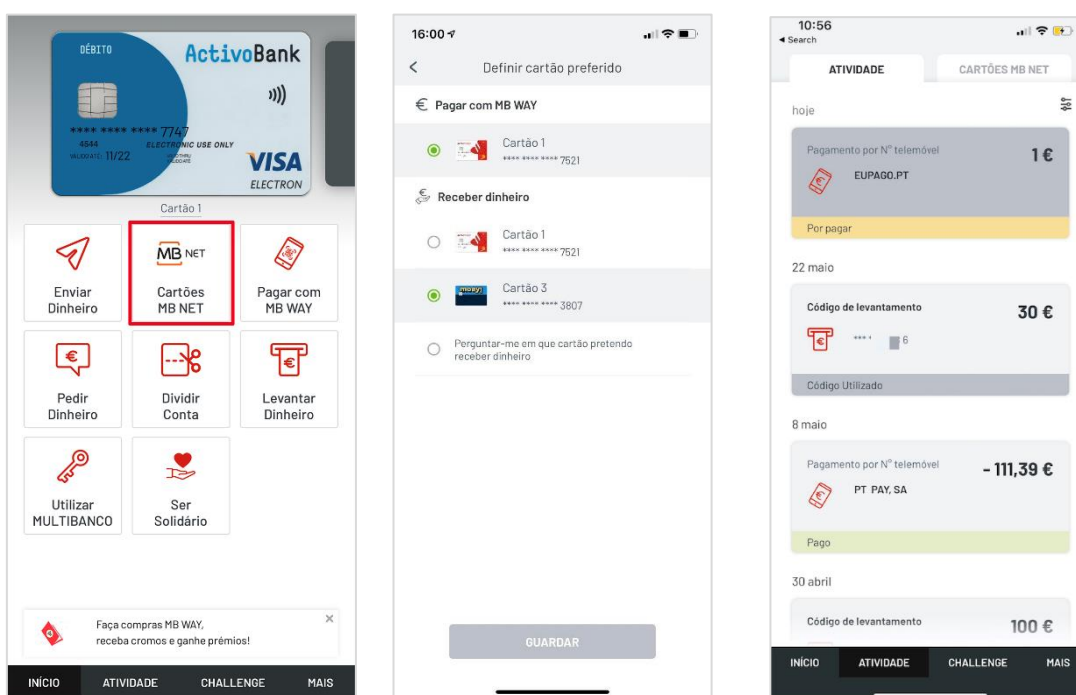 DÉBITO
ActivoBank
**** **** **** 7747
4544
ELECTRONIC USE ONLY
11/22
VISA
ELECTRON
Cartão 1
Enviar
Dinheiro
MB NET
Cartões
MB NET
Pagar com
MB WAY
Pedir
Dinheiro
Dividir
Conta
Levantar
Dinheiro
Utilizar
MULTIBANCO
Ser
Solidário
Faça compras MB WAY,
receba cromos e ganhe prémios!
INÍCIO ATIVIDADE CHALLENGE MAIS
16:00
Definir cartão preferido
€ Pagar com MB WAY
Cartão 1
**** **** **** 7521
Receber dinheiro
Cartão 1
**** **** **** 7521
moey!
Cartão 3
**** **** **** 3807
Perguntar-me em que cartão pretendo
receber dinheiro
GUARDAR
10:56
Search
ATIVIDADE CARTÕES MB NET
hoje
Pagamento por Nº telemóvel
1 €
EUPAGO.PT
Por pagar
22 maio
Código de levantamento
30 €
**** * 6
Código Utilizado
8 maio
Pagamento por Nº telemóvel
- 111,39 €
PT PAY, SA
Pago
30 abril
Código de levantamento
100 €
INÍCIO ATIVIDADE CHALLENGE MAIS